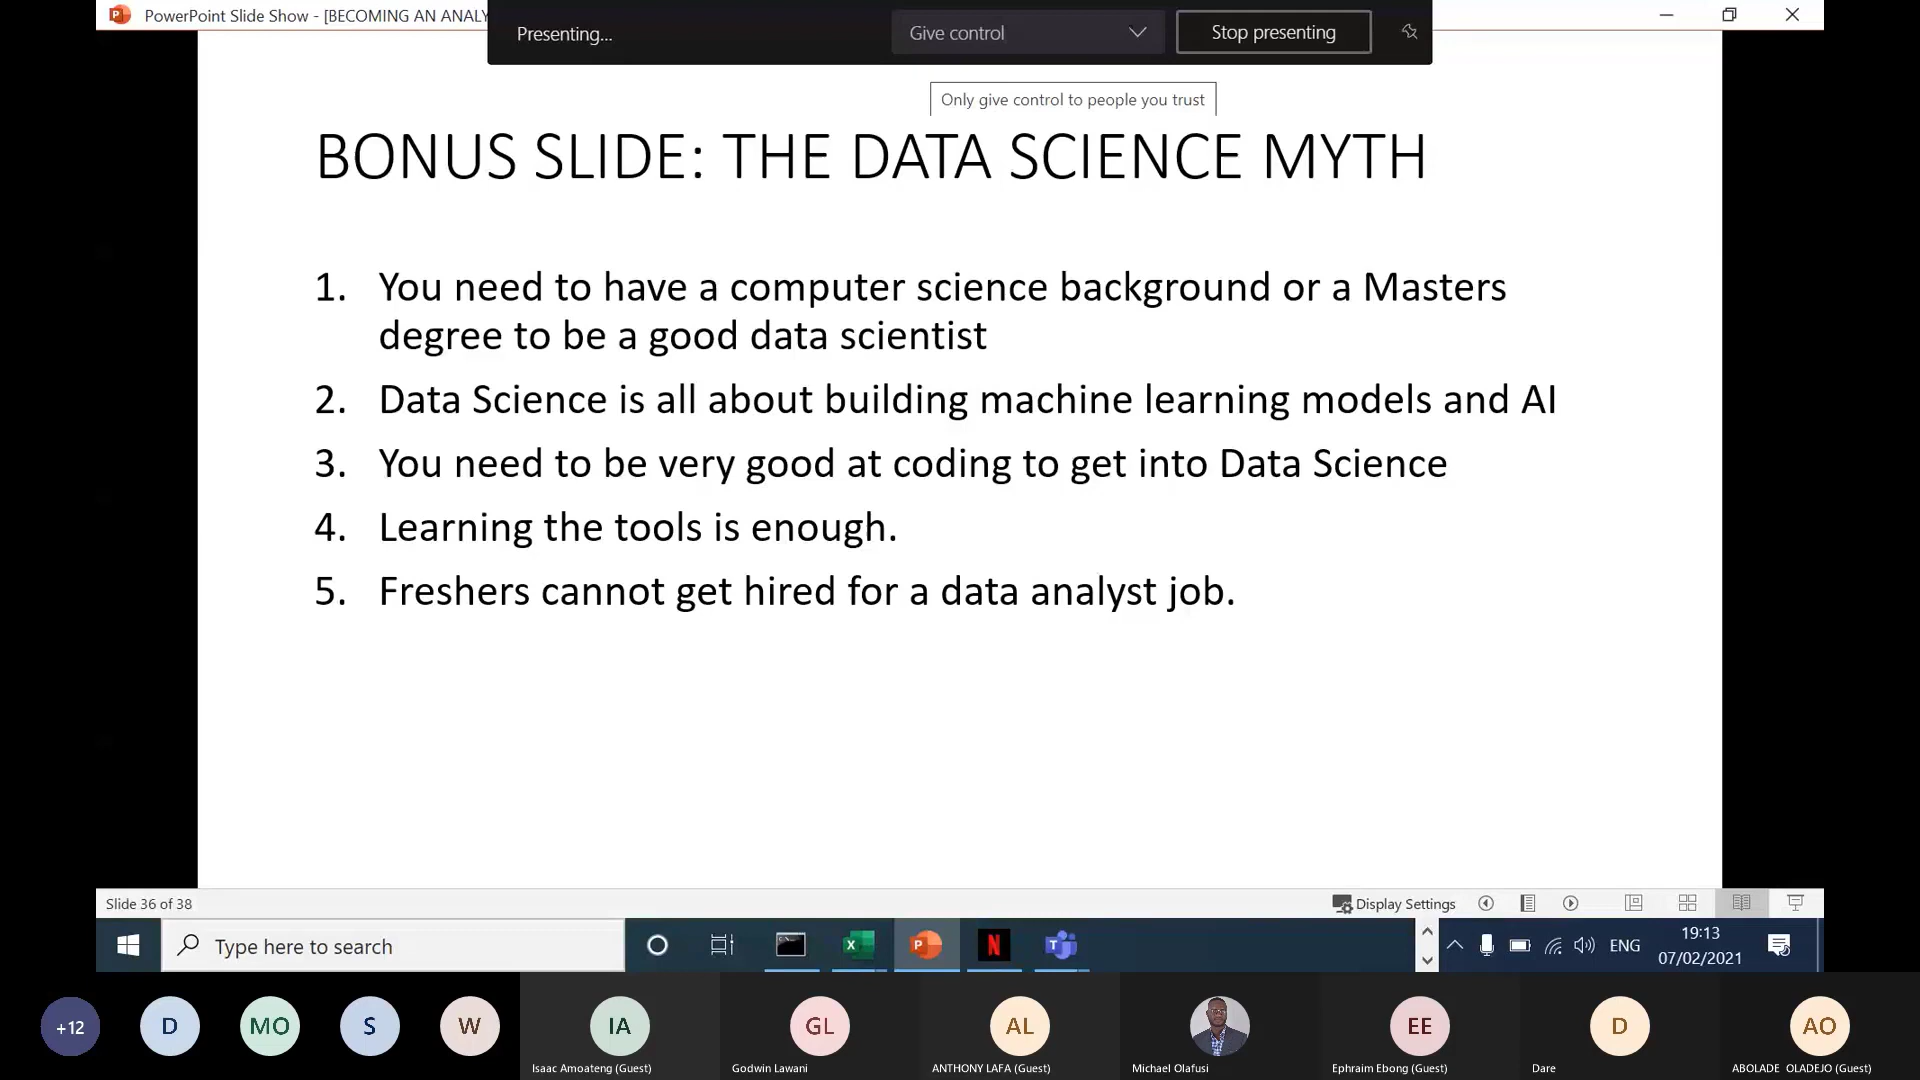 PowerPoint Slide Show - [BECOMING AN ANALY
Presenting...
Give control
Stop presenting
Only give control to people you trust
BONUS SLIDE: THE DATA SCIENCE MYTH
1. You need to have a computer science background or a Masters
degree to be a good data scientist
2. Data Science is all about building machine learning models and AI
3. You need to be very good at coding to get into Data Science
4. Learning the tools is enough.
5. Freshers cannot get hired for a data analyst job.
Slide 36 of 38
Display Settings
Type here to search
ENG
19:13
07/02/2021
+12
D
MO
S
W
IA
GL
AL
EE
D
AO
Isaac Amoateng (Guest)
Godwin Lawani
ANTHONY LAFA (Guest)
Michael Olafusi
Ephraim Ebong (Guest)
Dare
ABOLADE OLADEJO (Guest)